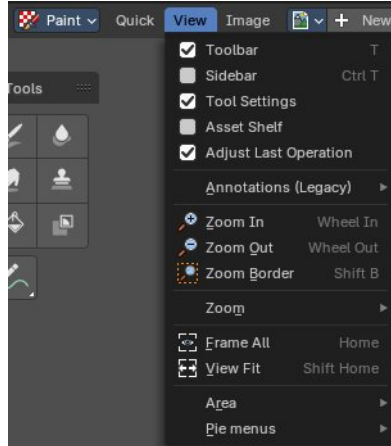 Paint Quick View Image New
Toolbar T
Sidebar Ctrl T
Tool Settings
Asset Shelf
Adjust Last Operation
Annotations (Legacy)
Zoom In Wheel In
Zoom Out Wheel Out
Zoom Border Shift B
Zoom
Frame All Home
View Fit Shift Home
Area
Pie menus
Tools